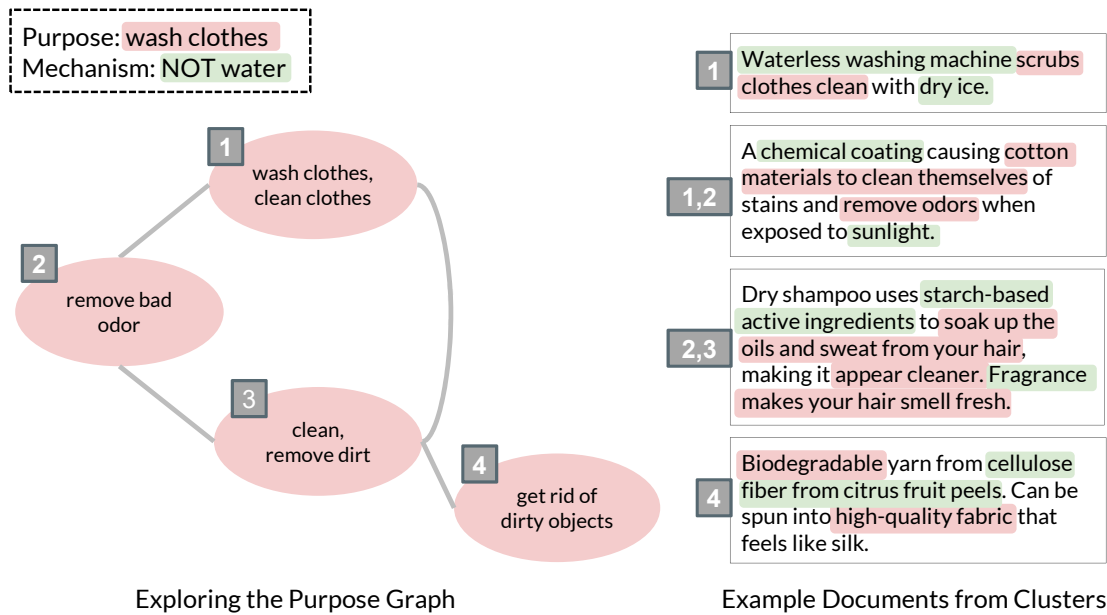 Purpose: wash clothes
Mechanism: NOT water
1
wash clothes,
clean clothes
2
remove bad
odor
3
clean,
remove dirt
4
get rid of
dirty objects
Exploring the Purpose Graph
1
Waterless washing machine scrubs
clothes clean with dry ice.
1,2
A chemical coating causing cotton
materials to clean themselves of
stains and remove odors when
exposed to sunlight.
2,3
Dry shampoo uses starch-based
active ingredients to soak up the
oils and sweat from your hair,
making it appear cleaner. Fragrance
makes your hair smell fresh.
4
Biodegradable yarn from cellulose
fiber from citrus fruit peels. Can be
spun into high-quality fabric that
feels like silk.
Example Documents from Clusters